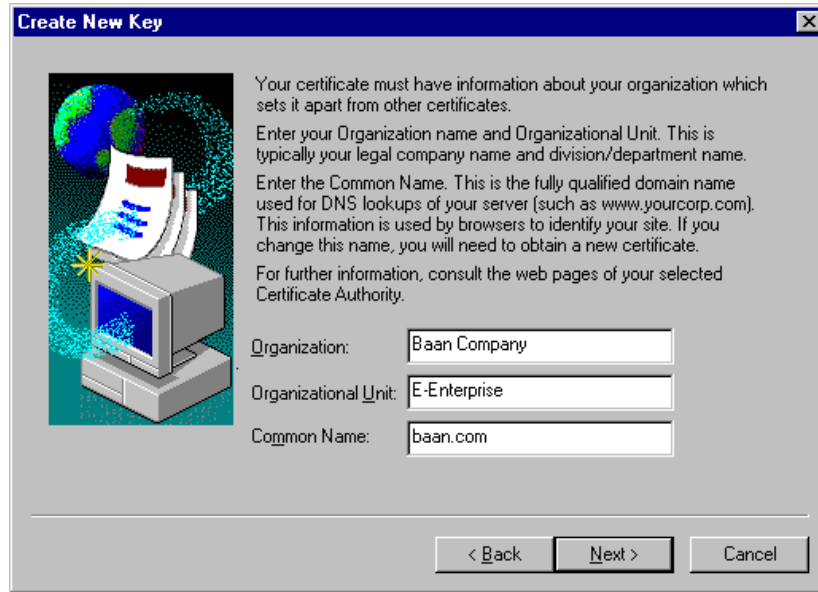 Create New Key
Your certificate must have information about your organization which
sets it apart from other certificates.
Enter your Organization name and Organizational Unit. This is
typically your legal company name and division/department name.
Enter the Common Name. This is the fully qualified domain name
used for DNS lookups of your server (such as www.yourcorp.com).
This information is used by browsers to identify your site. If you
change this name, you will need to obtain a new certificate.
For further information, consult the web pages of your selected
Certificate Authority.
Organization: Baan Company
Organizational Unit: E-Enterprise
Common Name: baan.com
< Back Next > Cancel